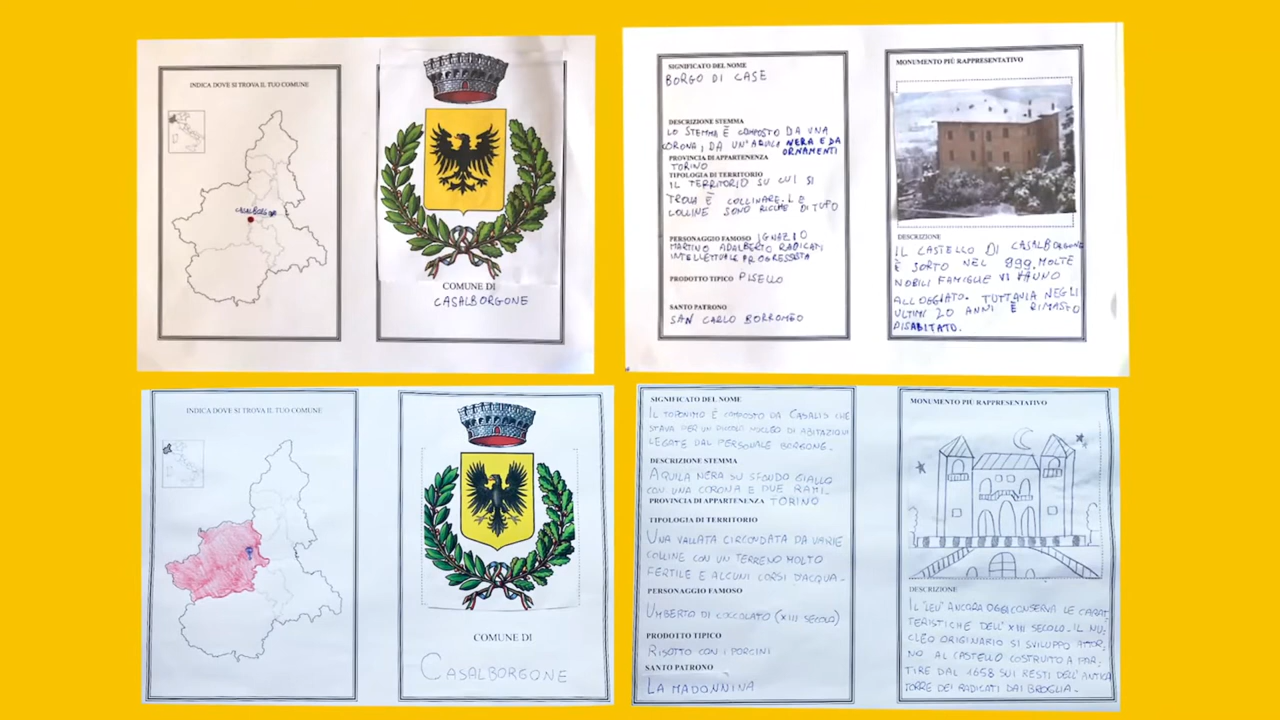 INDICA DOVE SI TROVA IL TUO COMUNE
CASALBORGONE
COMUNE DI
CASALBORGONE
SIGNIFICATO DEL NOME
BORGO DI CASE
DESCRIZIONE STEMMA
LO STEMMA È COMPOSTO DA UNA
CORONA, DA UN'AQUILA NERA E DA
ORNAMENTI
PROVINCIA DI APPARTENENZA
TORINO
TIPOLOGIA DI TERRITORIO
IL TERRITORIO SU CUI SI
TROVA È COLLINARE. LE
COLLINE SONO RICCHE DI TUFO
PERSONAGGIO FAMOSO IGNAZIO
MARTINO ADALBERTO RADICATI
INTELLETTUALE PROGRESSISTA
PRODOTTO TIPICO PISELLO
SANTO PATRONO
SAN CARLO BORROMEO
MONUMENTO PIÙ RAPPRESENTATIVO
DESCRIZIONE
IL CASTELLO DI CASALBORGONE
È SORTO NEL 999. MOLTE
NOBILI FAMIGLIE VI HANNO
ALLOGGIATO. TUTTAVIA NEGLI
ULTIMI 20 ANNI È RIMASTO
DISABITATO.
INDICA DOVE SI TROVA IL TUO COMUNE
COMUNE DI
CASALBORGONE
SIGNIFICATO DEL NOME
IL TOPONIMO È COMPOSTO DA CASALIS CHE
STAVA PER UN PICCOLO NUCLEO DI ABITAZIONI
LEGATE DAL PERSONALE BORGONE.
DESCRIZIONE STEMMA
AQUILA NERA SU SFONDO GIALLO
CON UNA CORONA E DUE RAMI.
PROVINCIA DI APPARTENENZA TORINO
TIPOLOGIA DI TERRITORIO
UNA VALLATA CIRCONDATA DA VARIE
COLLINE CON UN TERRENO MOLTO
FERTILE E ALCUNI CORSI D'ACQUA.
PERSONAGGIO FAMOSO
UMBERTO DI COCCOLATO (XIII SECOLO)
PRODOTTO TIPICO
RISOTTO CON I PORCINI
SANTO PATRONO
LA MADONNINA
MONUMENTO PIÙ RAPPRESENTATIVO
DESCRIZIONE
IL "LEU" ANCORA OGGI CONSERVA LE CARAT
TERISTICHE DELL' XIII SECOLO. IL NU-
CLEO ORIGINARIO SI SVILUPPO ATTOR-
NO AL CASTELLO COSTRUITO A PAR-
TIRE DAL 1658 SUI RESTI DELL'ANTICA
TORRE DEI RADICATI DAI BROGLIA.